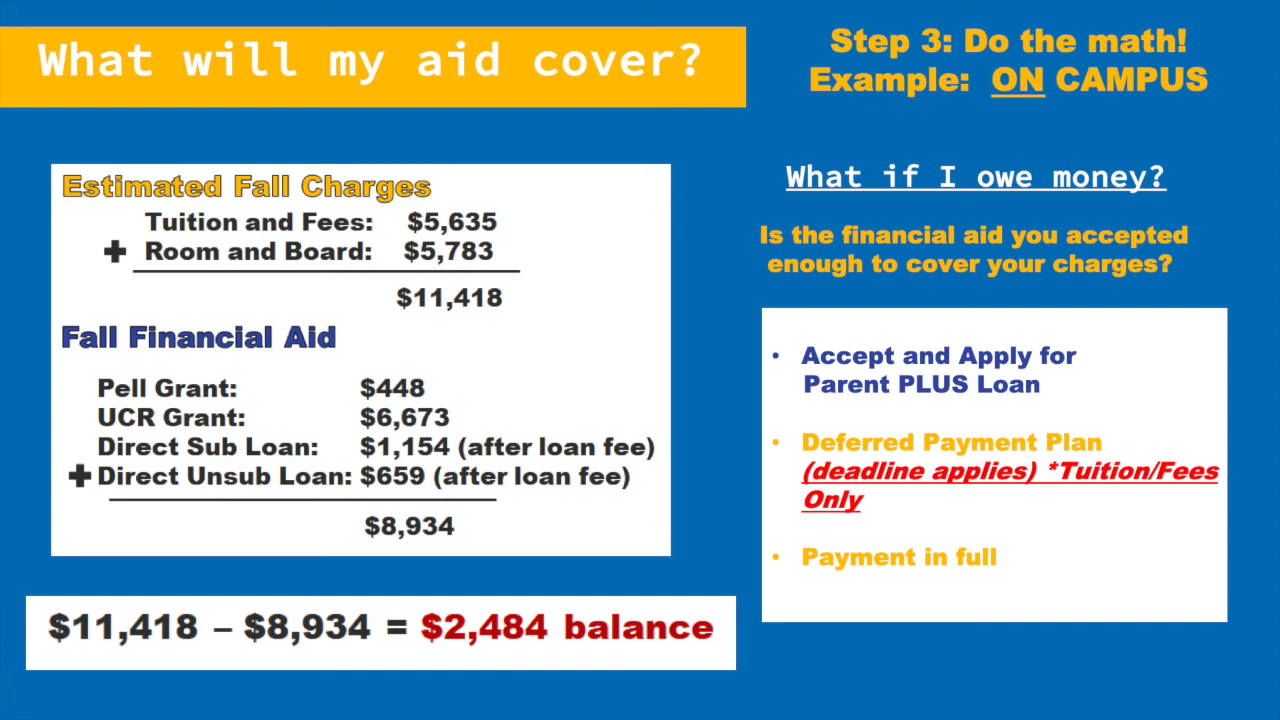 What will my aid cover?
Step 3: Do the math!
Example: ON CAMPUS
Estimated Fall Charges
Tuition and Fees: $5,635
+ Room and Board: $5,783
$11,418
Fall Financial Aid
Pell Grant: $448
UCR Grant: $6,673
Direct Sub Loan: $1,154 (after loan fee)
+ Direct Unsub Loan: $659 (after loan fee)
$8,934
$11,418 – $8,934 = $2,484 balance
What if I owe money?
Is the financial aid you accepted
enough to cover your charges?
• Accept and Apply for
Parent PLUS Loan
• Deferred Payment Plan
(deadline applies) *Tuition/Fees
Only
• Payment in full